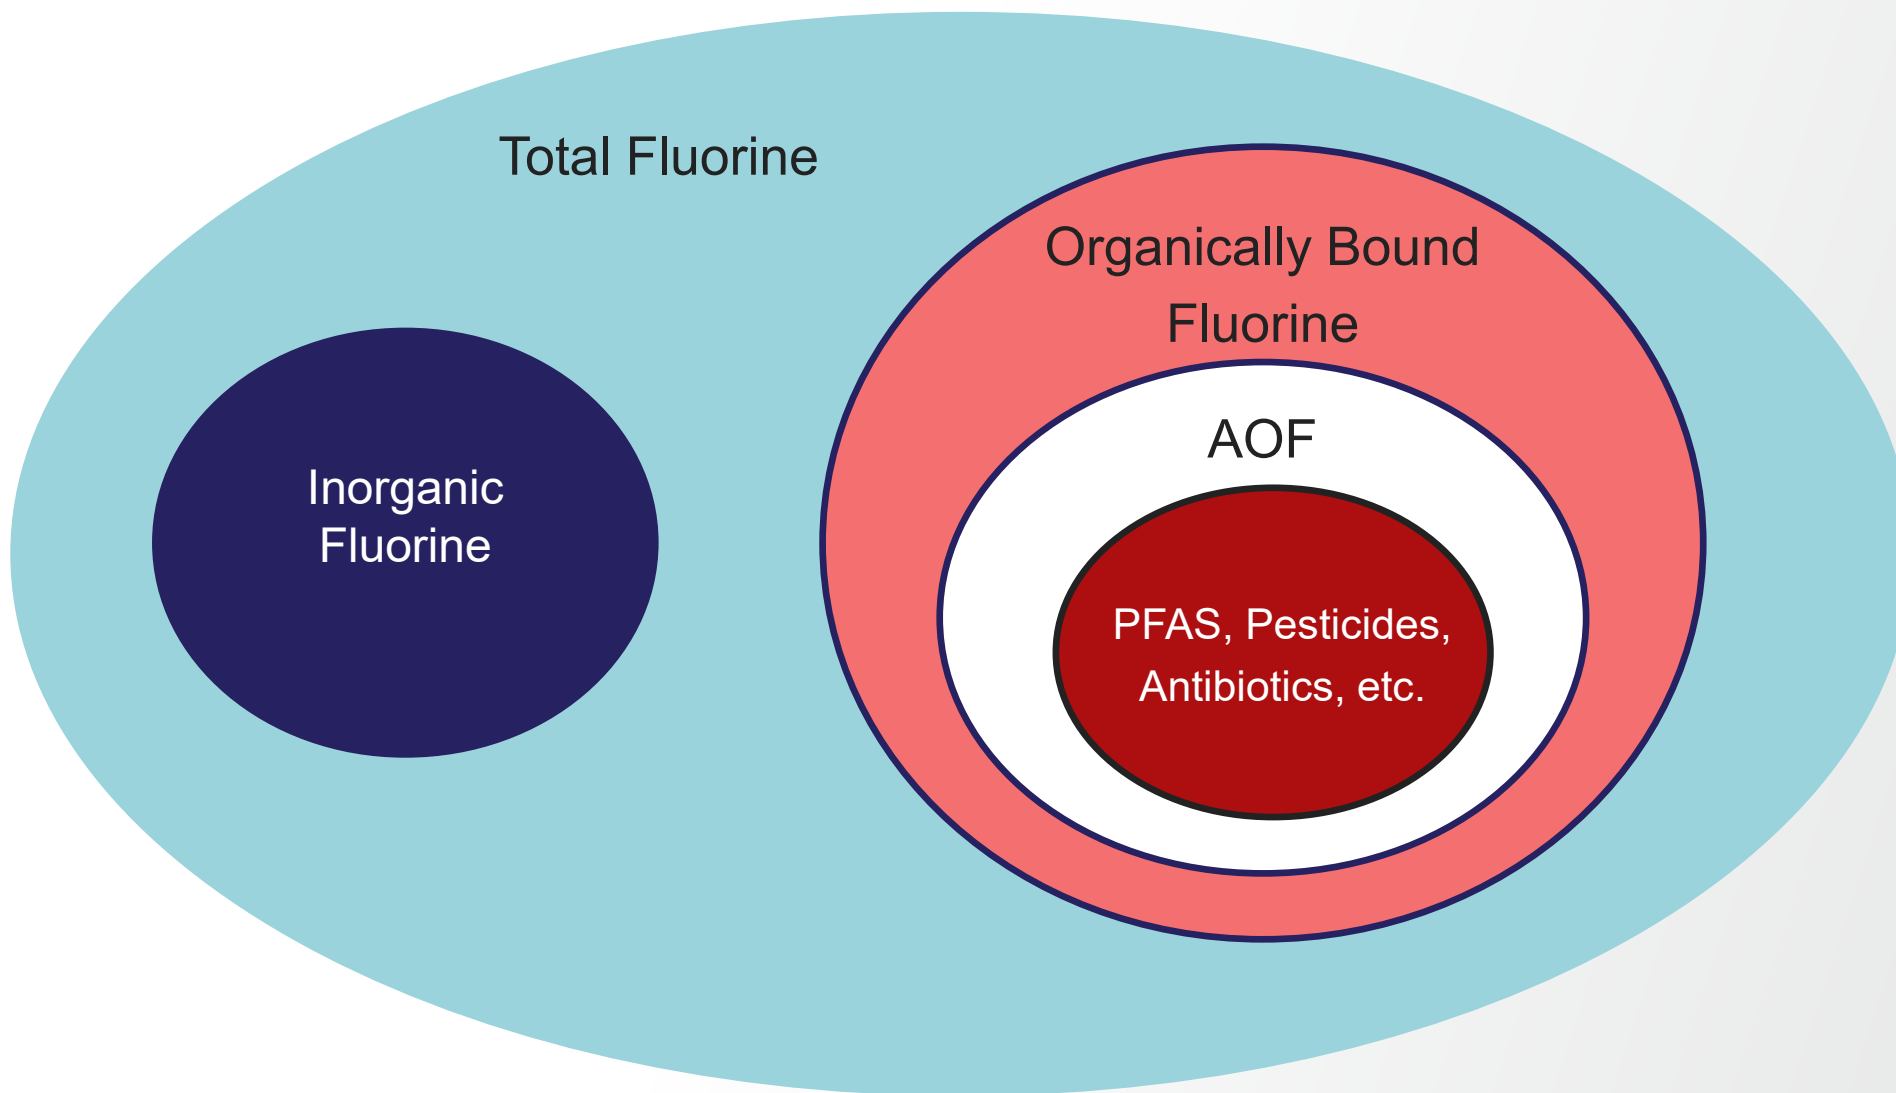 Total Fluorine
Organically Bound
Fluorine
AOF
Inorganic
Fluorine
PFAS, Pesticides,
Antibiotics, etc.